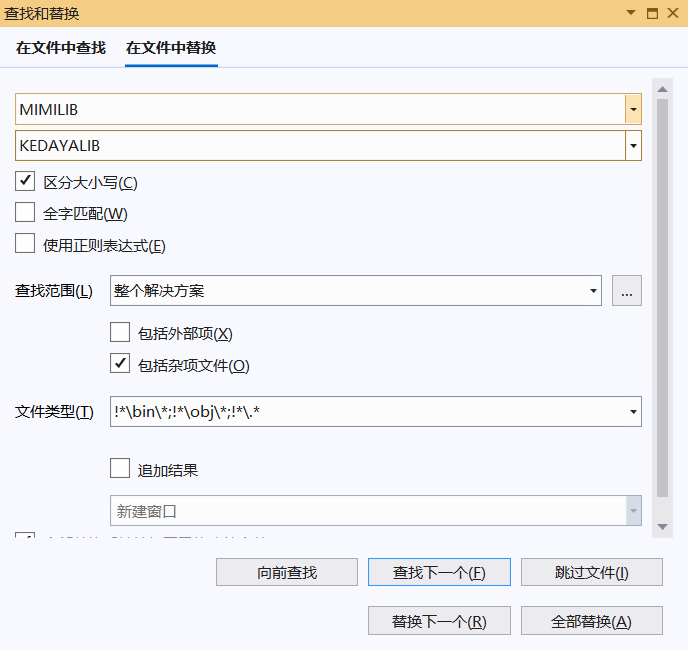 查找和替换
在文件中查找 在文件中替换
MIMILIB
KEDAYALIB
区分大小写(C)
全字匹配(W)
使用正则表达式(E)
查找范围(L) 整个解决方案 ...
包括外部项(X)
包括杂项文件(O)
文件类型(T) !*\bin\*;!*\obj\*;!*\.*
追加结果
新建窗口
向前查找 查找下一个(F) 跳过文件(I)
替换下一个(R) 全部替换(A)